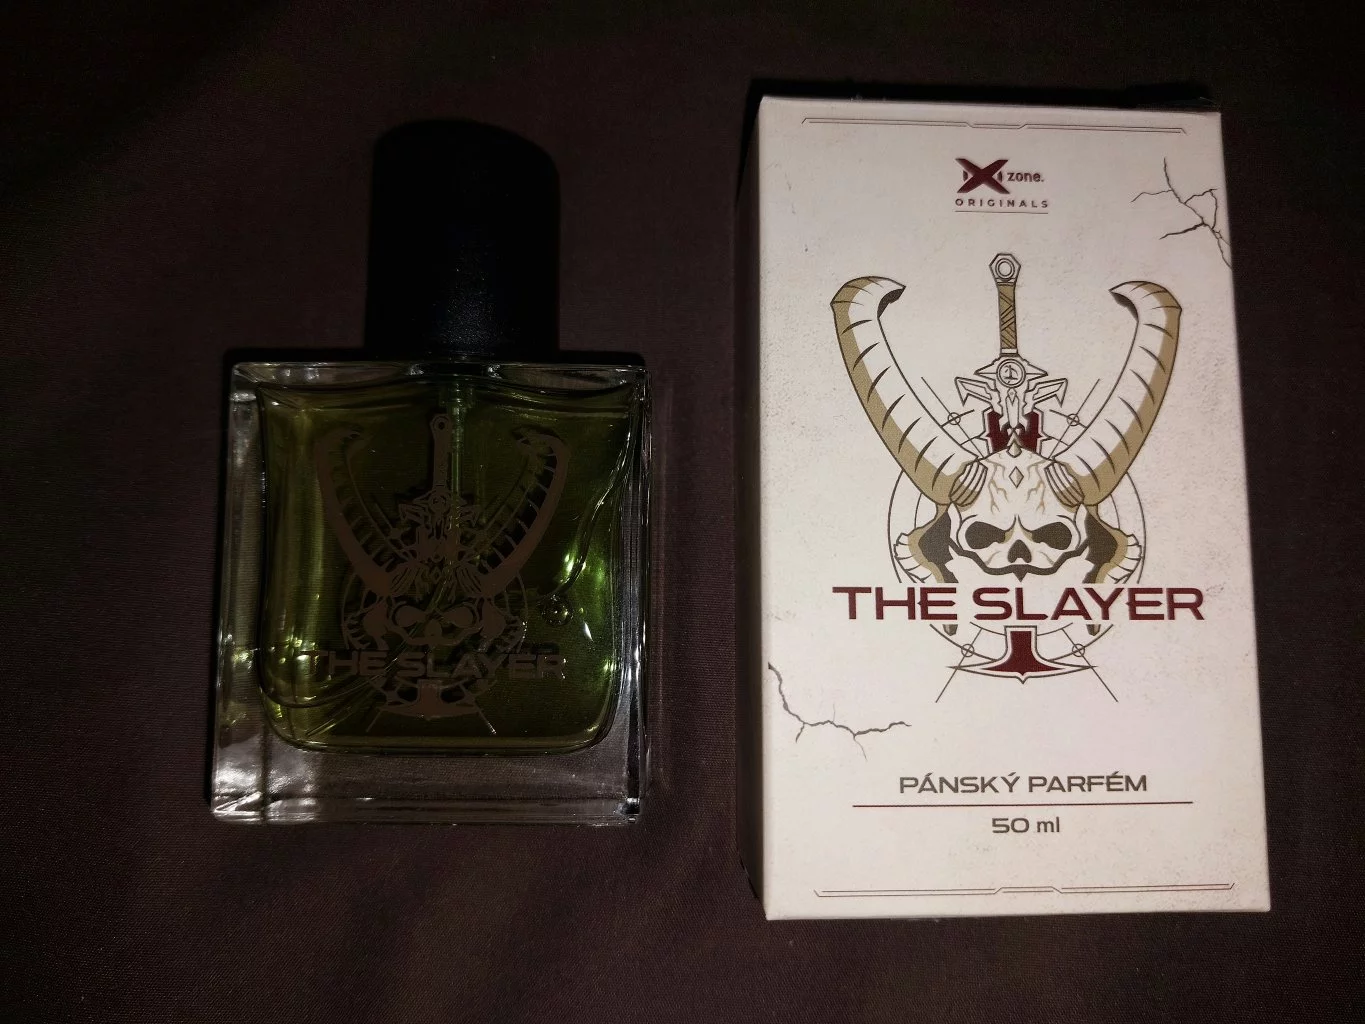 THE SLAYER
X zone.
ORIGINALS
THE SLAYER
PÁNSKÝ PARFÉM
50 ml